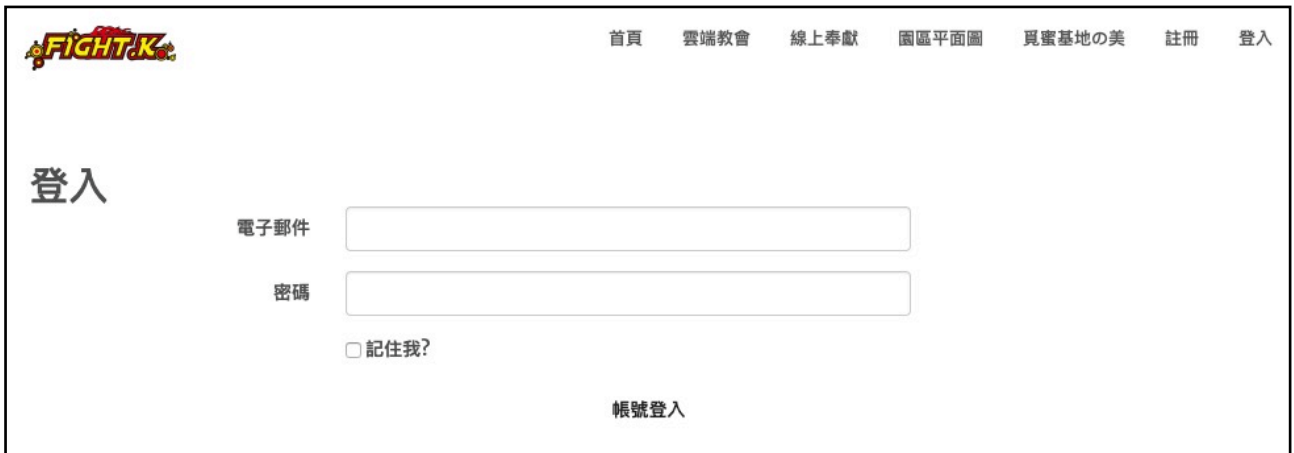 FIGHT.K
首頁 雲端教會 線上奉獻 園區平面圖 覓蜜基地の美 註冊 登入
登入
電子郵件
密碼
記住我?
帳號登入